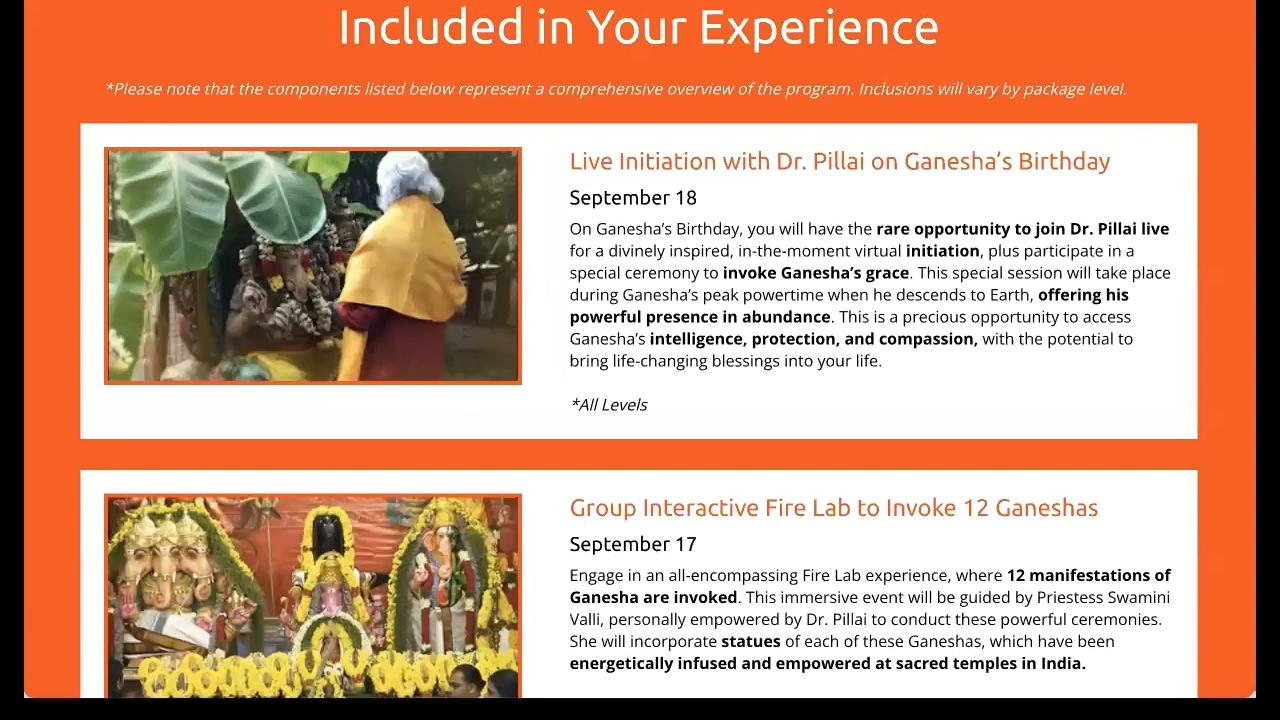 Included in Your Experience
*Please note that the components listed below represent a comprehensive overview of the program. Inclusions will vary by package level.
Live Initiation with Dr. Pillai on Ganesha’s Birthday
September 18
On Ganesha’s Birthday, you will have the rare opportunity to join Dr. Pillai live
for a divinely inspired, in-the-moment virtual initiation, plus participate in a
special ceremony to invoke Ganesha’s grace. This special session will take place
during Ganesha’s peak powertime when he descends to Earth, offering his
powerful presence in abundance. This is a precious opportunity to access
Ganesha’s intelligence, protection, and compassion, with the potential to
bring life-changing blessings into your life.
*All Levels
Group Interactive Fire Lab to Invoke 12 Ganeshas
September 17
Engage in an all-encompassing Fire Lab experience, where 12 manifestations of
Ganesha are invoked. This immersive event will be guided by Priestess Swamini
Valli, personally empowered by Dr. Pillai to conduct these powerful ceremonies.
She will incorporate statues of each of these Ganeshas, which have been
energetically infused and empowered at sacred temples in India.